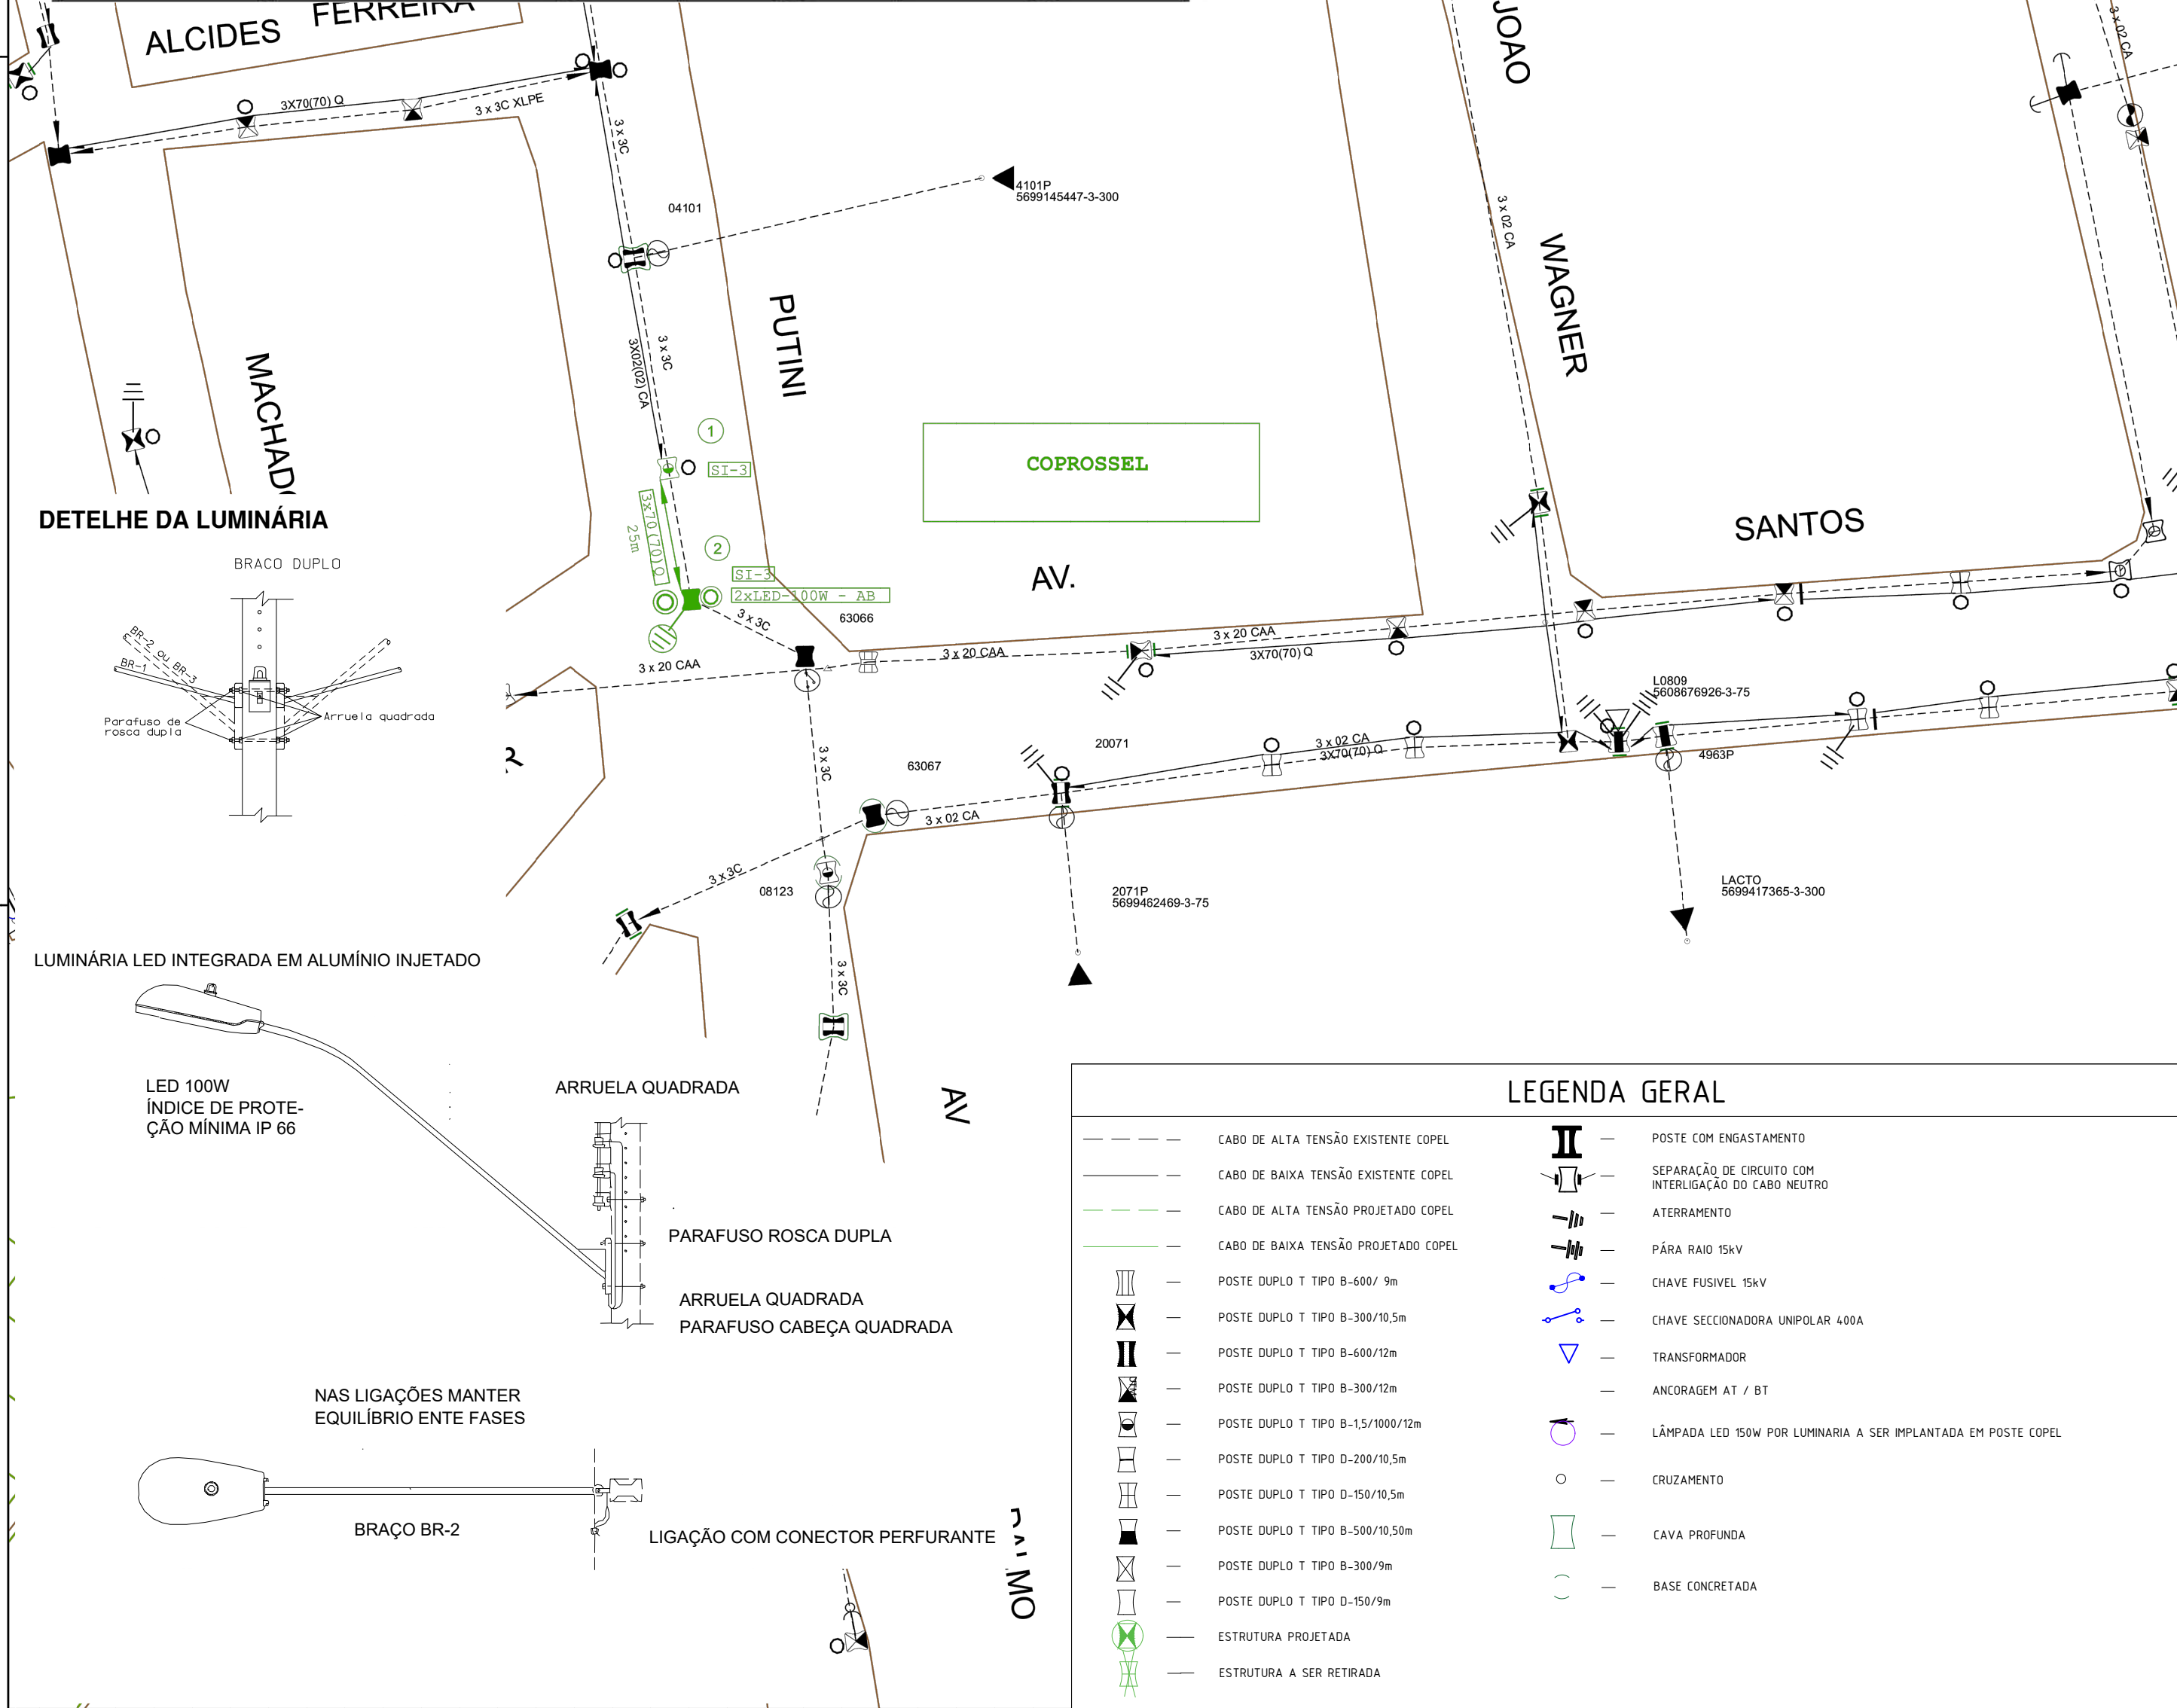 ALCIDES FERREIRA
JOAO
3 x 02 CA
3X70(70) Q
3 x 3C XLPE
3 x 3C
4101P
5699145447-3-300
04101
3 x 02 CA
WAGNER
PUTINI
3 x 3C
3X02(02) CA
MACHADO
1
SI-3
COPROSSEL
3x70(70)Q
25m
DETELHE DA LUMINÁRIA
SANTOS
2
SI-3
2xLED-100W - AB
AV.
BRACO DUPLO
3 x 3C
63066
BR-2 ou BR-3
BR-1
3 x 20 CAA
3 x 20 CAA
3 x 20 CAA
3X70(70) Q
L0809
5608676926-3-75
Parafuso de
rosca dupla
Arruela quadrada
R
3 x 3C
63067
20071
3 x 02 CA
3X70(70) Q
4963P
3 x 02 CA
3 x 3C
08123
2071P
5699462469-3-75
LACTO
5699417365-3-300
LUMINÁRIA LED INTEGRADA EM ALUMÍNIO INJETADO
3 x 3C
LED 100W
ÍNDICE DE PROTE-
ÇÃO MÍNIMA IP 66
ARRUELA QUADRADA
AV
PARAFUSO ROSCA DUPLA
ARRUELA QUADRADA
PARAFUSO CABEÇA QUADRADA
NAS LIGAÇÕES MANTER
EQUILÍBRIO ENTE FASES
BRAÇO BR-2
LIGAÇÃO COM CONECTOR PERFURANTE
LEGENDA GERAL
CABO DE ALTA TENSÃO EXISTENTE COPEL
CABO DE BAIXA TENSÃO EXISTENTE COPEL
CABO DE ALTA TENSÃO PROJETADO COPEL
CABO DE BAIXA TENSÃO PROJETADO COPEL
POSTE DUPLO T TIPO B-600/ 9m
POSTE DUPLO T TIPO B-300/10,5m
POSTE DUPLO T TIPO B-600/12m
POSTE DUPLO T TIPO B-300/12m
POSTE DUPLO T TIPO B-1,5/1000/12m
POSTE DUPLO T TIPO D-200/10,5m
POSTE DUPLO T TIPO D-150/10,5m
POSTE DUPLO T TIPO B-500/10,50m
POSTE DUPLO T TIPO B-300/9m
POSTE DUPLO T TIPO D-150/9m
ESTRUTURA PROJETADA
ESTRUTURA A SER RETIRADA
POSTE COM ENGASTAMENTO
SEPARAÇÃO DE CIRCUITO COM
INTERLIGAÇÃO DO CABO NEUTRO
ATERRAMENTO
PÁRA RAIO 15kV
CHAVE FUSIVEL 15kV
CHAVE SECCIONADORA UNIPOLAR 400A
TRANSFORMADOR
ANCORAGEM AT / BT
LÂMPADA LED 150W POR LUMINARIA A SER IMPLANTADA EM POSTE COPEL
CRUZAMENTO
CAVA PROFUNDA
BASE CONCRETADA